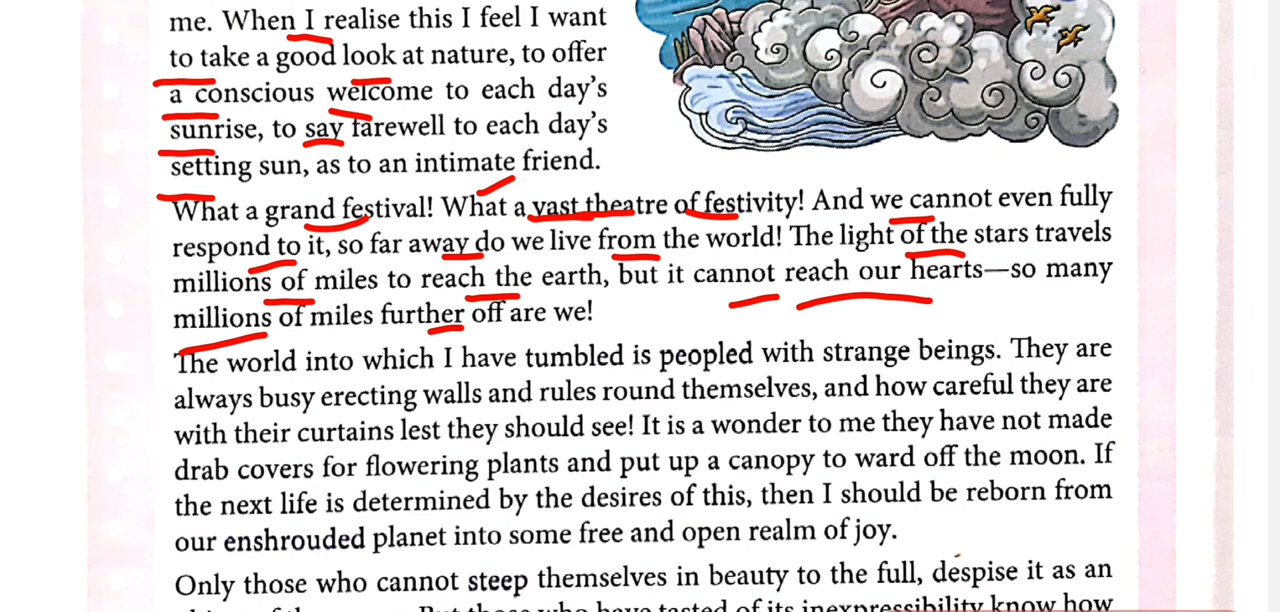 me. When I realise this I feel I want
to take a good look at nature, to offer
a conscious welcome to each day's
sunrise, to say farewell to each day's
setting sun, as to an intimate friend.
What a grand festival! What a vast theatre of festivity! And we cannot even fully
respond to it, so far away do we live from the world! The light of the stars travels
millions of miles to reach the earth, but it cannot reach our hearts—so many
millions of miles further off are we!
The world into which I have tumbled is peopled with strange beings. They are
always busy erecting walls and rules round themselves, and how careful they are
with their curtains lest they should see! It is a wonder to me they have not made
drab covers for flowering plants and put up a canopy to ward off the moon. If
the next life is determined by the desires of this, then I should be reborn from
our enshrouded planet into some free and open realm of joy.
Only those who cannot steep themselves in beauty to the full, despise it as an
who have tasted of its inexpressibility know how